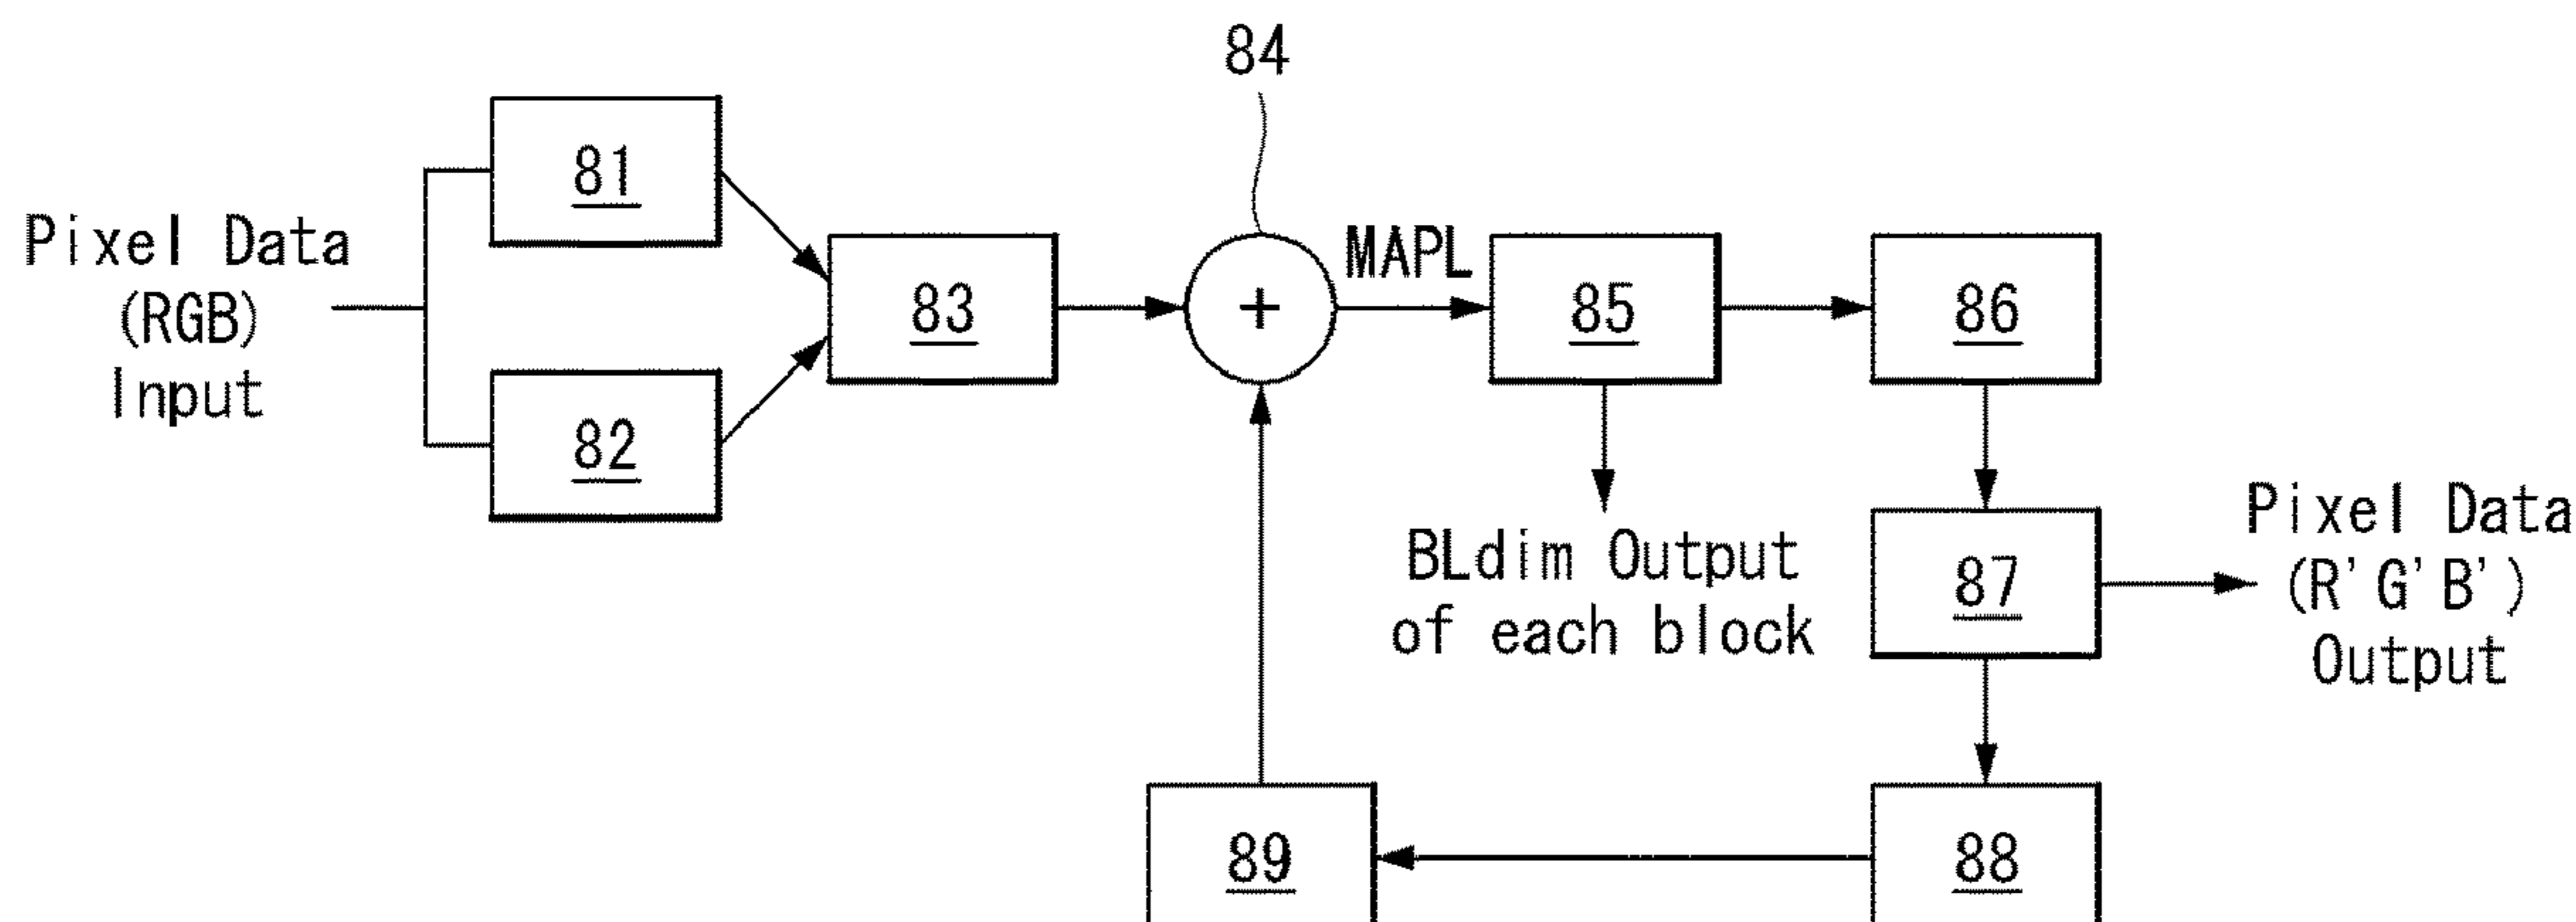 84
81
Pixel Data
(RGB)
Input
82
83
+
MAPL
85
86
BLdim Output
of each block
87
Pixel Data
(R'G'B')
Output
89
88